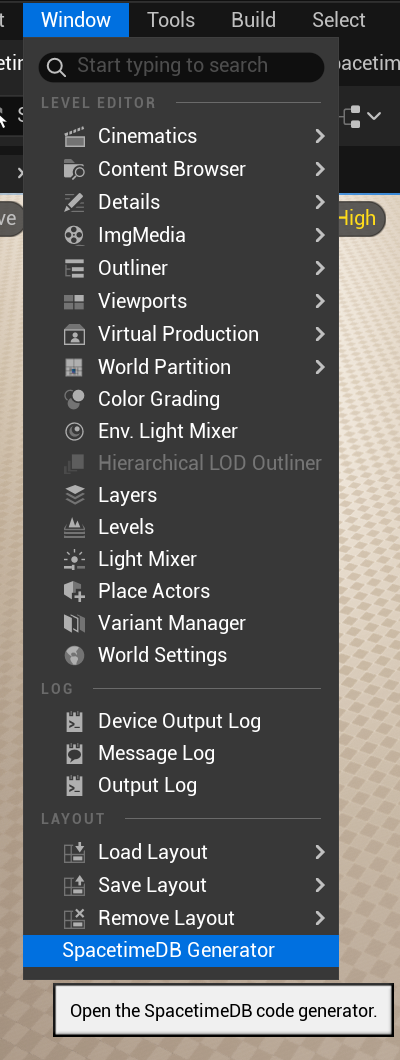 Window Tools Build Select
Start typing to search
LEVEL EDITOR
Cinematics
Content Browser
Details
ImgMedia
Outliner
Viewports
High
Virtual Production
World Partition
Color Grading
Env. Light Mixer
Hierarchical LOD Outliner
Layers
Levels
Light Mixer
Place Actors
Variant Manager
World Settings
LOG
Device Output Log
Message Log
Output Log
LAYOUT
Load Layout
Save Layout
Remove Layout
SpacetimeDB Generator
Open the SpacetimeDB code generator.